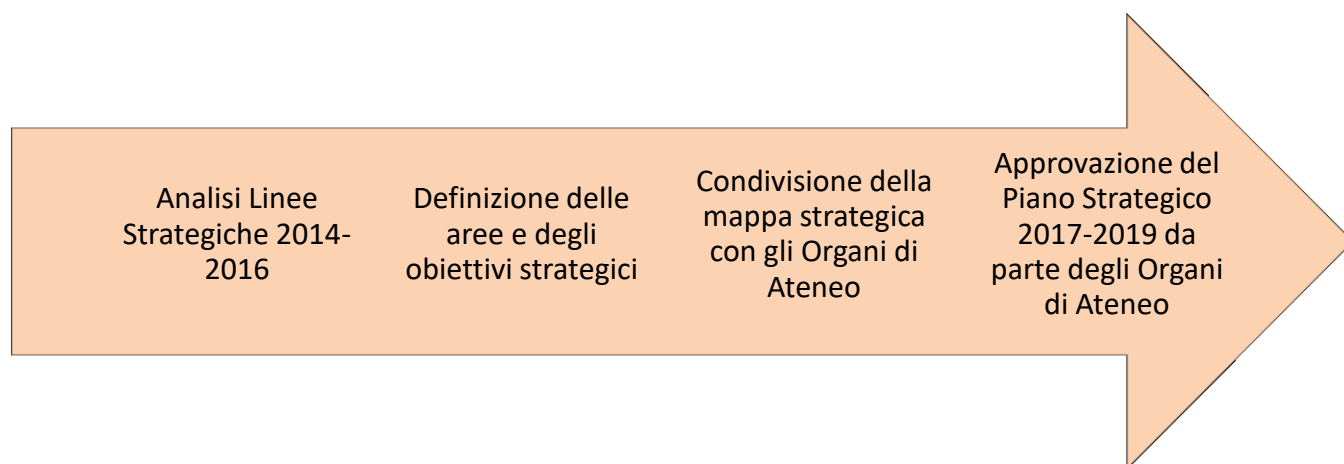 Analisi Linee
Strategiche 2014-
2016
Definizione delle
aree e degli
obiettivi strategici
Condivisione della
mappa strategica
con gli Organi di
Ateneo
Approvazione del
Piano Strategico
2017-2019 da
parte degli Organi
di Ateneo